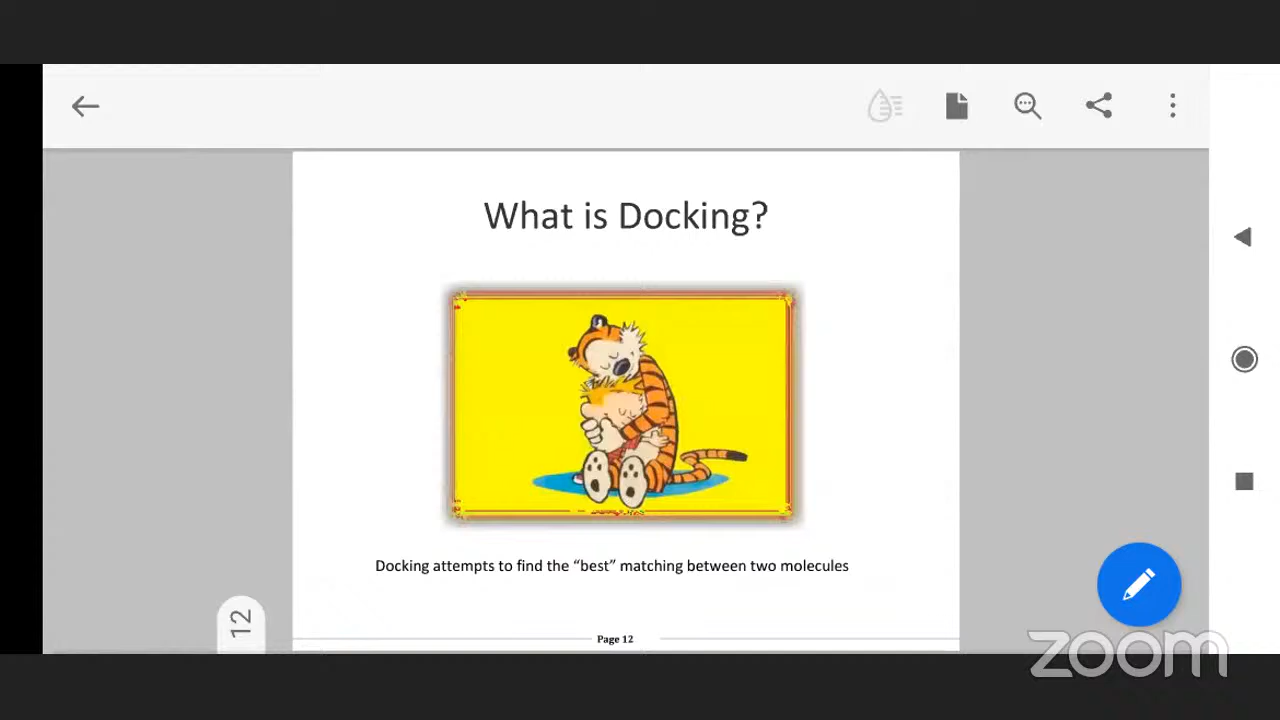 What is Docking?
Docking attempts to find the “best” matching between two molecules
12
Page 12
zoom